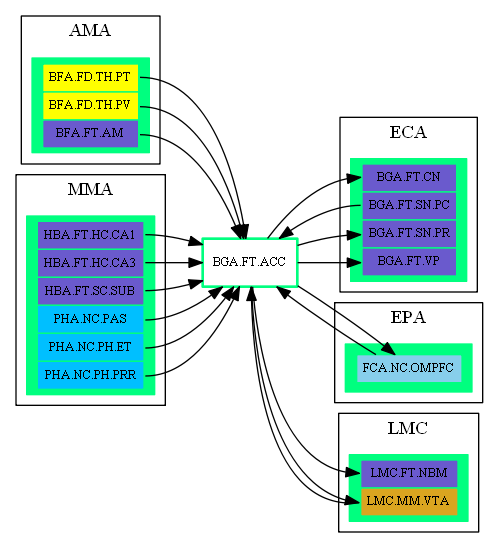 AMA
BFA.FD.TH.PT
BFA.FD.TH.PV
BFA.FT.AM
MMA
HBA.FT.HC.CA1
HBA.FT.HC.CA3
HBA.FT.SC.SUB
PHA.NC.PAS
PHA.NC.PH.ET
PHA.NC.PH.PRR
BGA.FT.ACC
ECA
BGA.FT.CN
BGA.FT.SN.PC
BGA.FT.SN.PR
BGA.FT.VP
EPA
FCA.NC.OMPFC
LMC
LMC.FT.NBM
LMC.MM.VTA